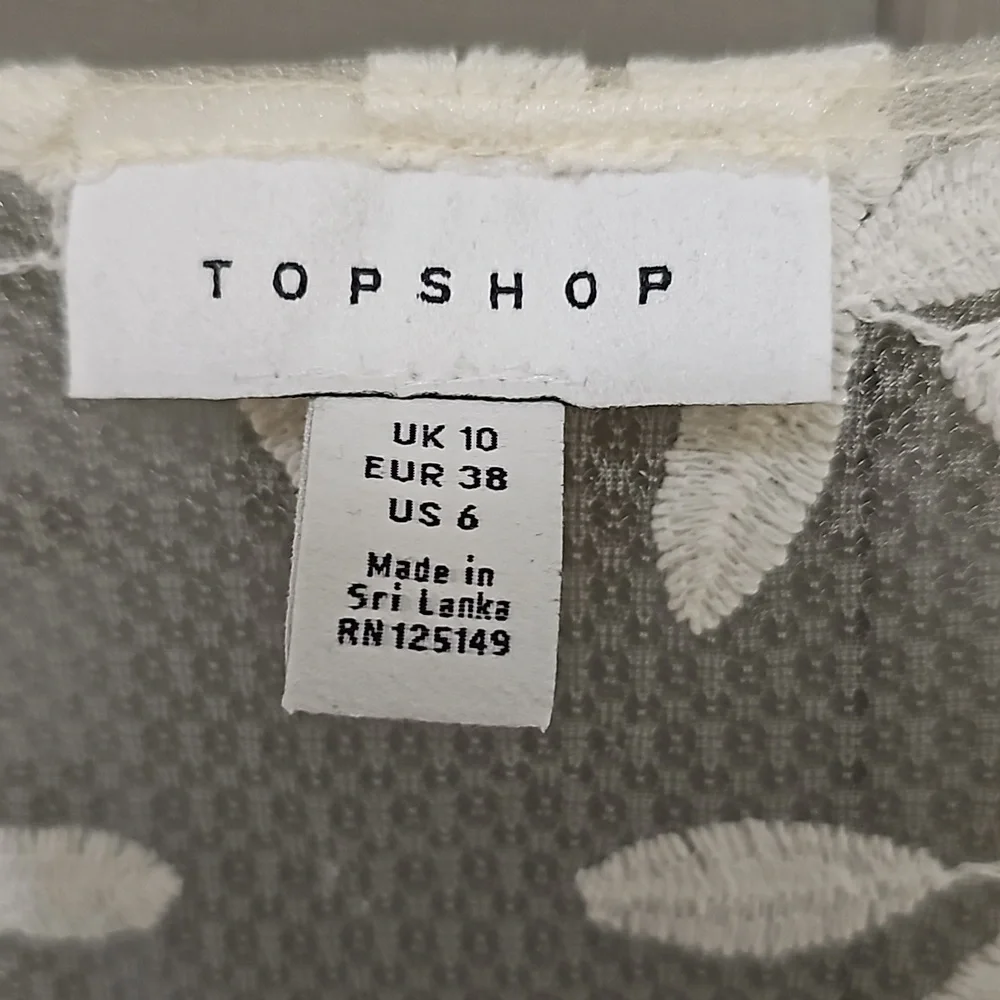 TOPSHOP
UK 10
EUR 38
US 6
Made in
Sri Lanka
RN 125149